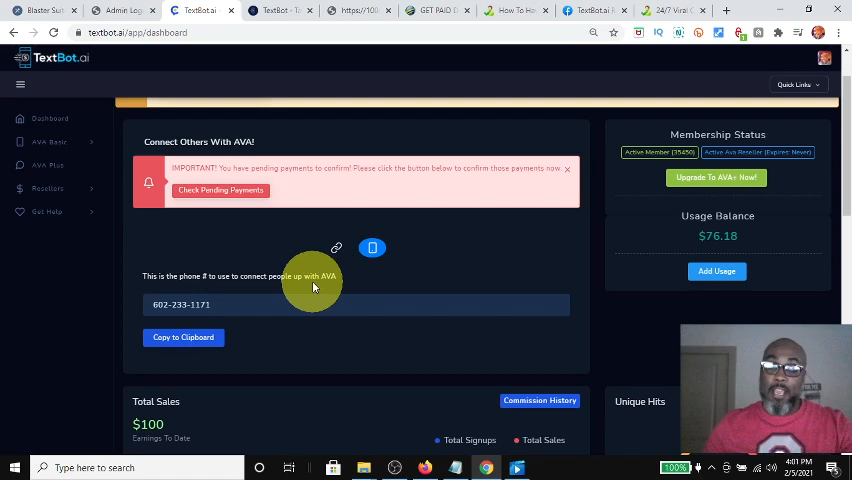 Blaster Sui
Admin Log
TextBot.ai -
TextBot - Ta
https://100
GET PAID D
How To Ha
TextBot.ai R
24/7 Viral C
textbot.ai/app/dashboard
TextBot.ai
Quick Links
Dashboard
AVA Basic
AVA Plus
Resellers
Get Help
Connect Others With AVA!
IMPORTANT! You have pending payments to confirm! Please click the button below to confirm those payments now.
Check Pending Payments
This is the phone # to use to connect people up with AVA
602-233-1171
Copy to Clipboard
Membership Status
Active Member (35450)
Active Ava Reseller (Expires: Never)
Upgrade To AVA+ Now!
Usage Balance
$76.18
Add Usage
Total Sales
Commission History
$100
Earnings To Date
Total Signups
Total Sales
Unique Hits
Type here to search
100%
4:01 PM
2/5/2021